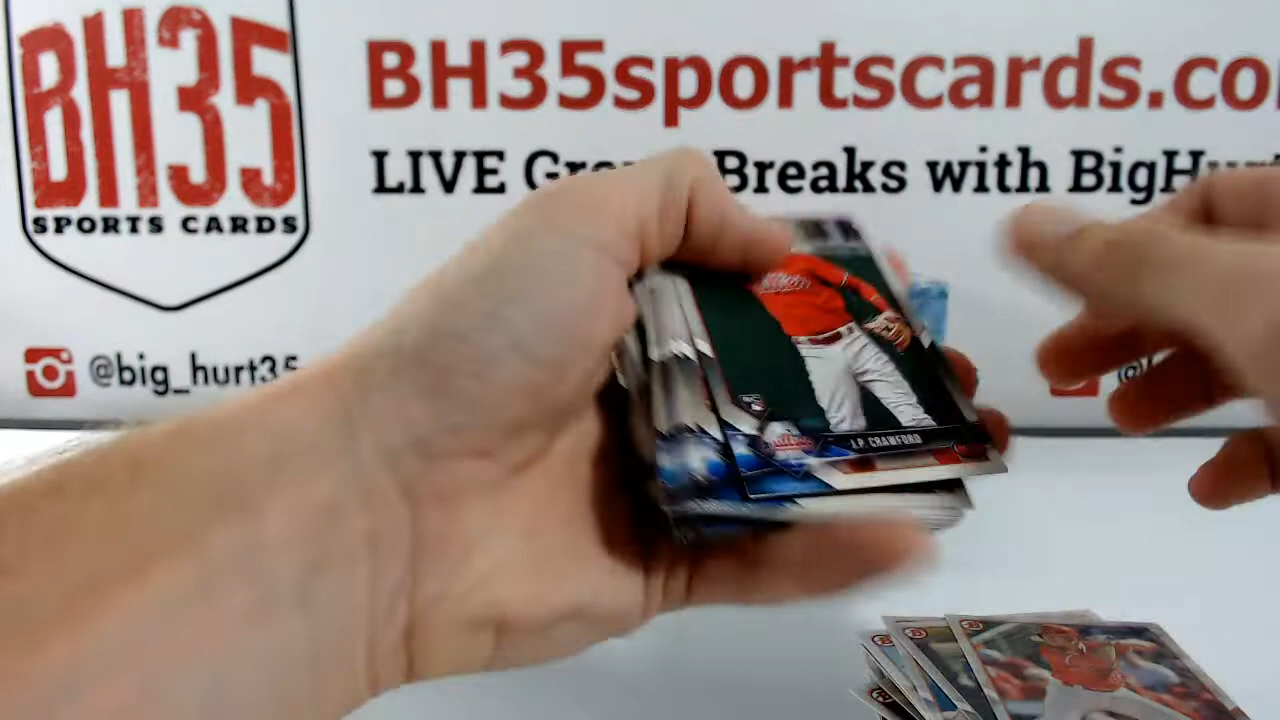 BH35
SPORTS CARDS
BH35sportscards.co
LIVE Gro Breaks with BigHur
@big_hurt35
J.P. CRAWFORD